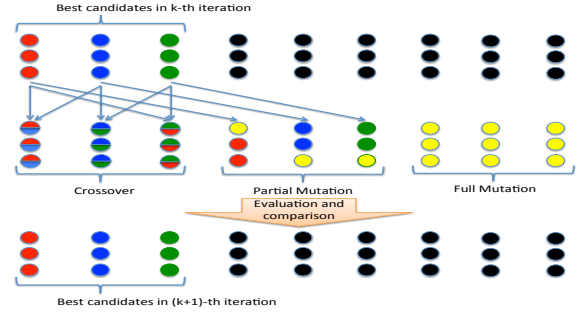 Best candidates in k-th iteration
Crossover
Partial Mutation
Full Mutation
Evaluation and
comparison
Best candidates in (k+1)-th iteration